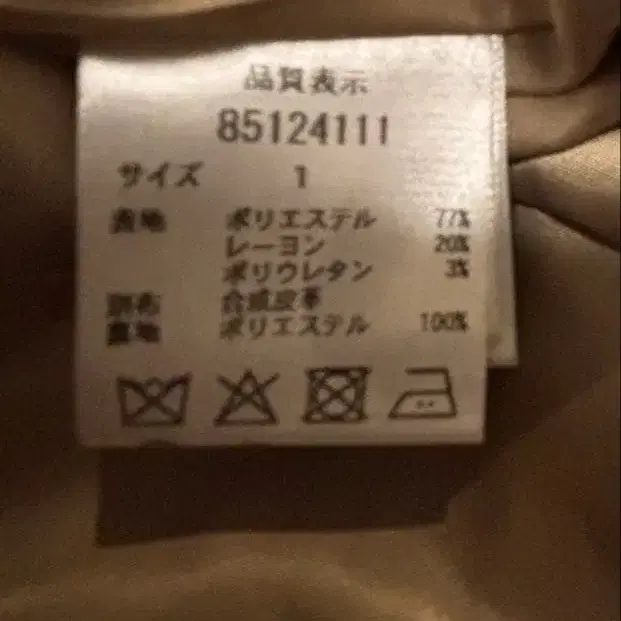 品質表示
85124111
サイズ 1
表地 ポリエステル 77%
レーヨン 20%
ポリウレタン 3%
別布 合成皮革
裏地 ポリエステル 100%